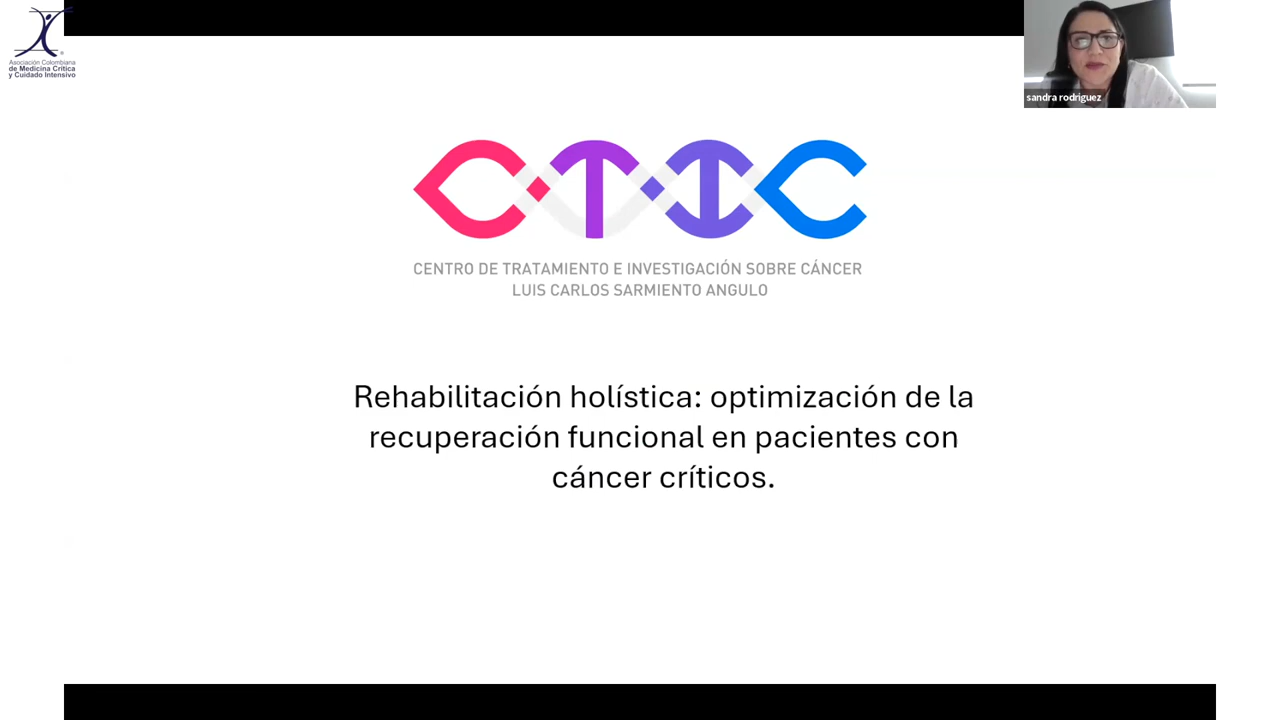 Asociación Colombiana
de Medicina Crítica
y Cuidado Intensivo
sandra rodriguez
CTIC
CENTRO DE TRATAMIENTO E INVESTIGACIÓN SOBRE CÁNCER
LUIS CARLOS SARMIENTO ANGULO
Rehabilitación holística: optimización de la
recuperación funcional en pacientes con
cáncer críticos.